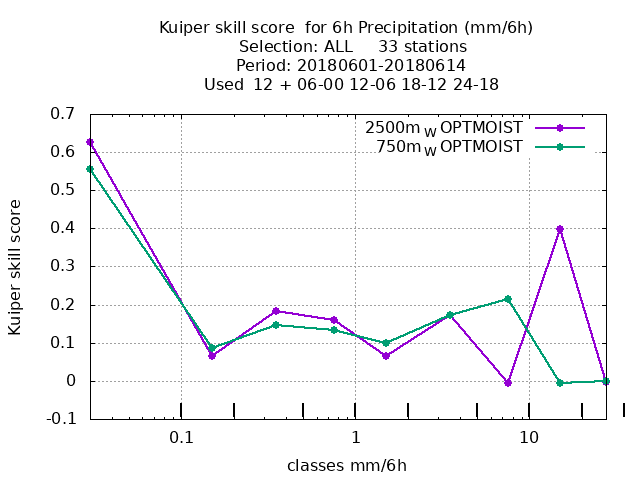 Kuiper skill score  for 6h Precipitation (mm/6h)
Selection: ALL     33 stations
Period: 20180601-20180614
Used  12 + 06-00 12-06 18-12 24-18
2500m W OPTMOIST
750m W OPTMOIST
Kuiper skill score
0.7
0.6
0.5
0.4
0.3
0.2
0.1
0
-0.1
0.1 1 10
classes mm/6h